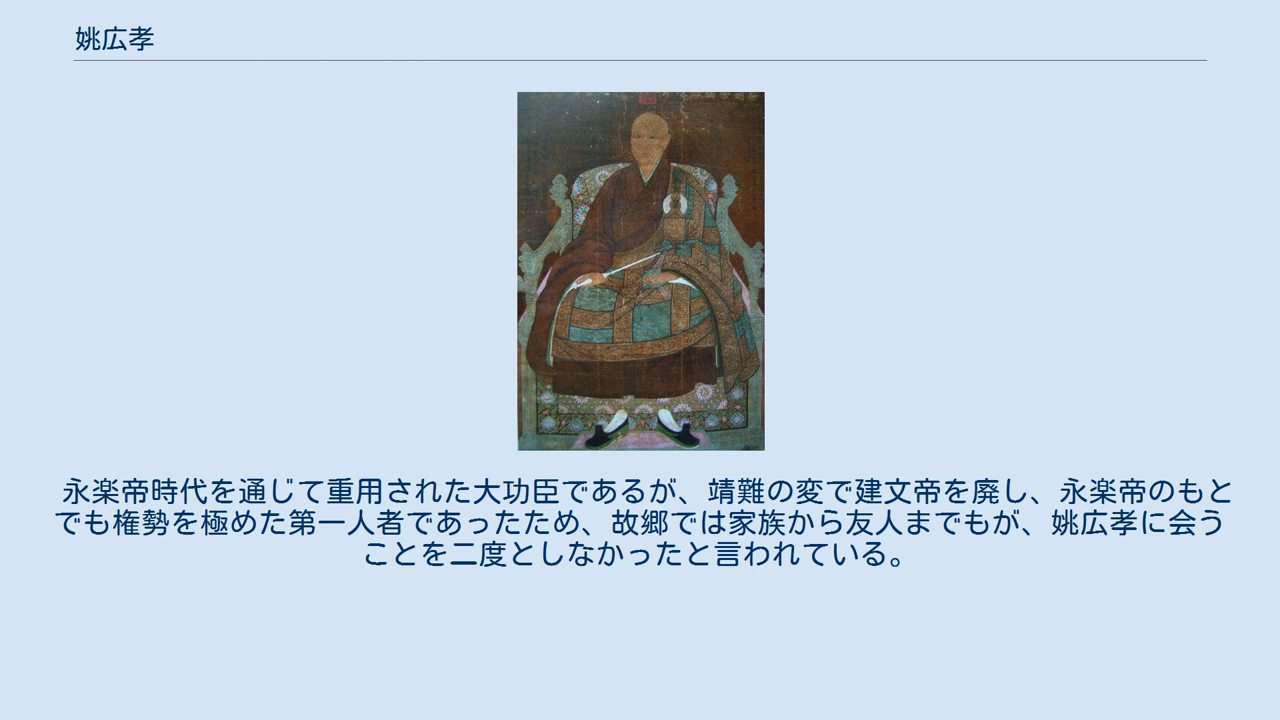 姚広孝
永楽帝時代を通じて重用された大功臣であるが、靖難の変で建文帝を廃し、永楽帝のもと
でも権勢を極めた第一人者であったため、故郷では家族から友人までもが、姚広孝に会う
ことを二度としなかったと言われている。